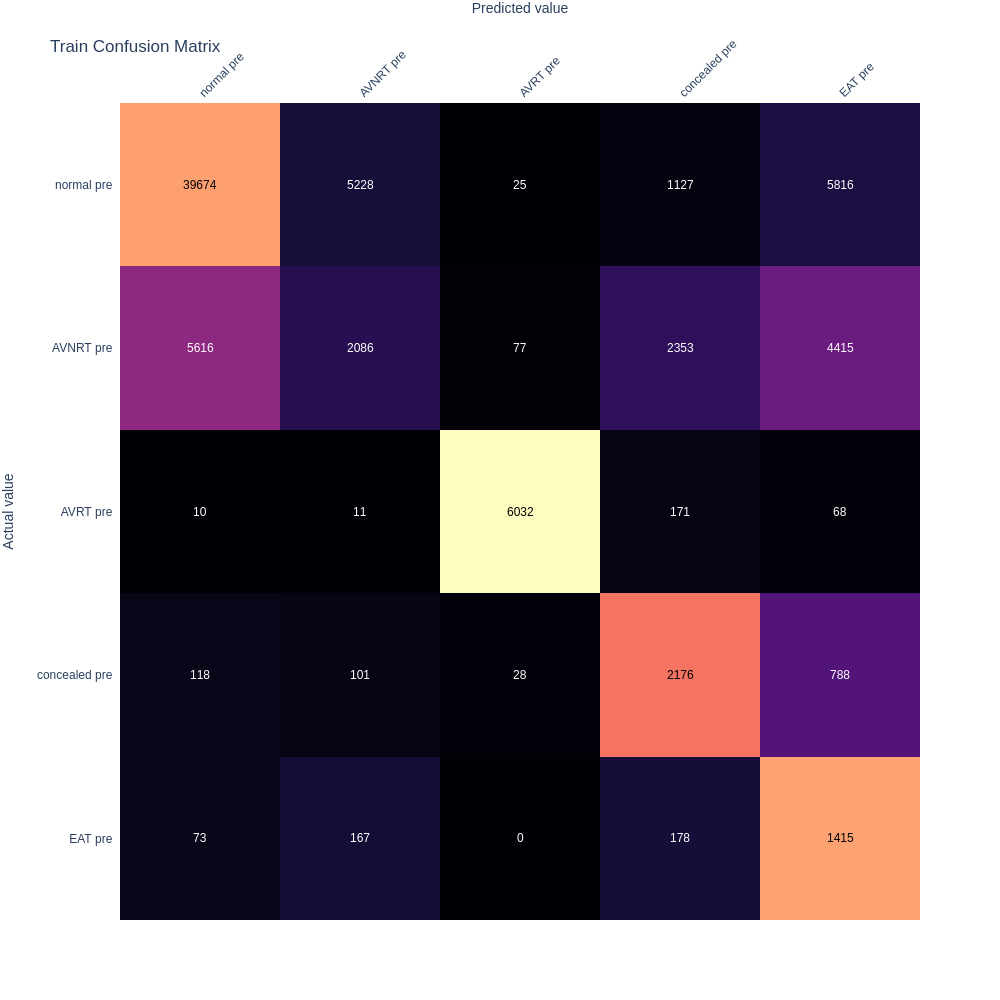 Predicted value
Train Confusion Matrix
normal pre AVNRT pre AVRT pre concealed pre EAT pre
normal pre 39674 5228 25 1127 5816
AVNRT pre 5616 2086 77 2353 4415
Actual value
AVRT pre 10 11 6032 171 68
concealed pre 118 101 28 2176 788
EAT pre 73 167 0 178 1415